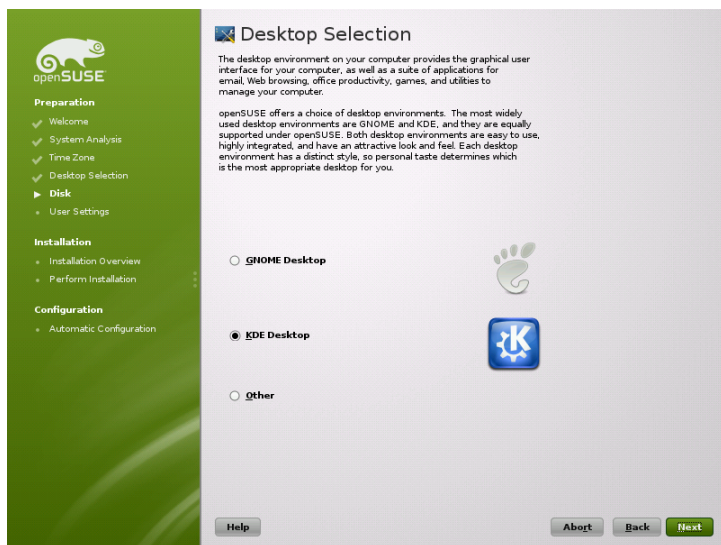 openSUSE
Preparation
Welcome
System Analysis
Time Zone
Desktop Selection
Disk
User Settings
Installation
Installation Overview
Perform Installation
Configuration
Automatic Configuration
Desktop Selection
The desktop environment on your computer provides the graphical user
interface for your computer, as well as a suite of applications for
email, Web browsing, office productivity, games, and utilities to
manage your computer.
openSUSE offers a choice of desktop environments. The most widely
used desktop environments are GNOME and KDE, and they are equally
supported under openSUSE. Both desktop environments are easy to use,
highly integrated, and have an attractive look and feel. Each desktop
environment has a distinct style, so personal taste determines which
is the most appropriate desktop for you.
GNOME Desktop
KDE Desktop
K
Other
Help
Abort
Back
Next